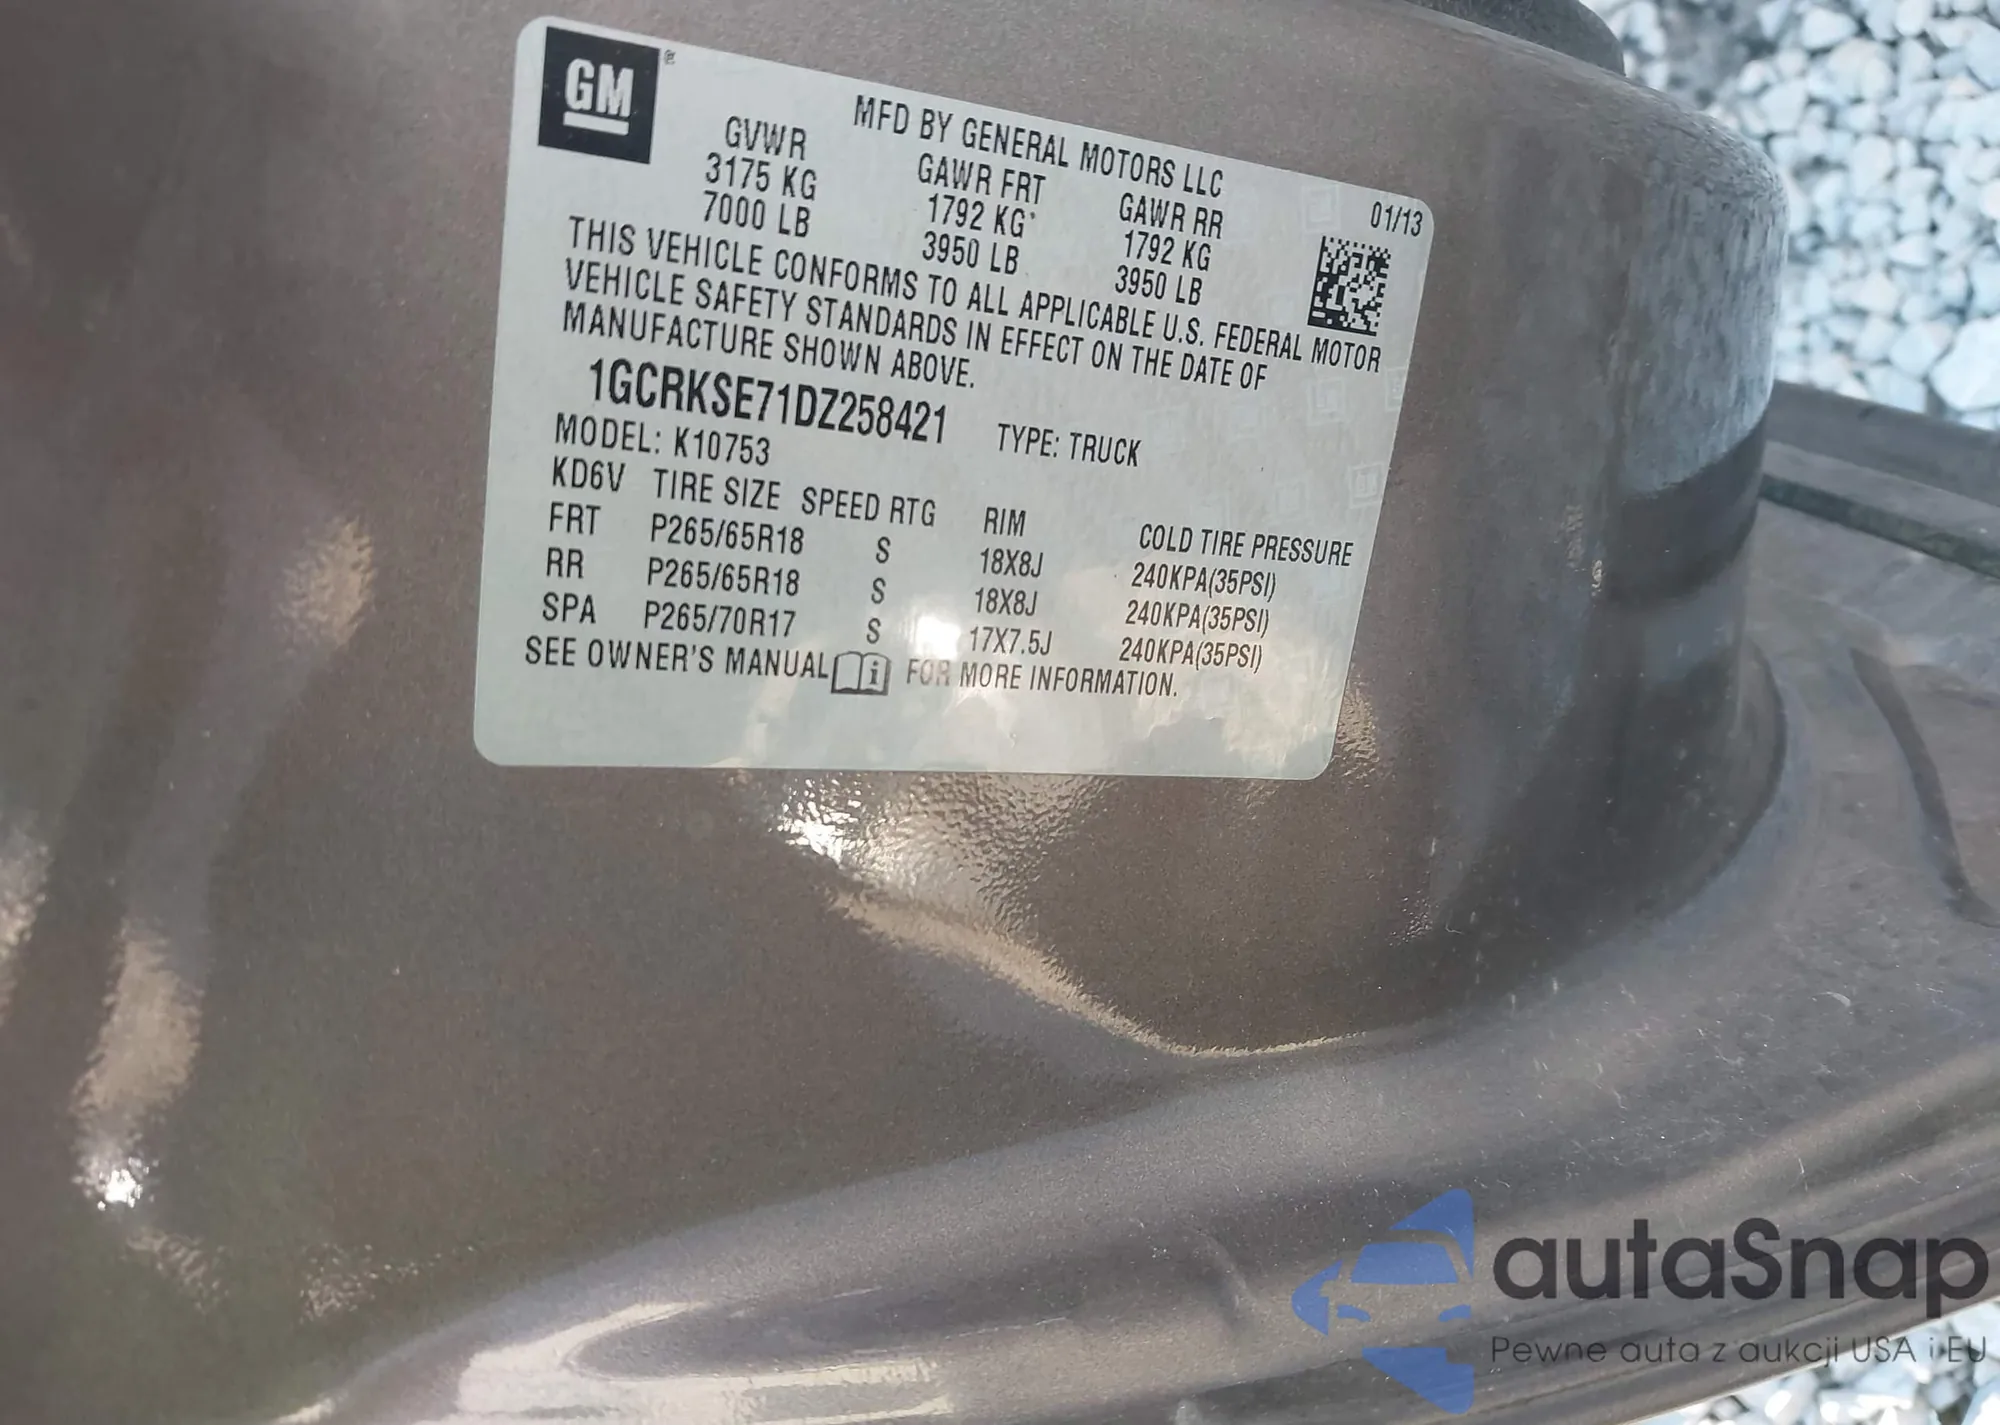 GM ®
MFD BY GENERAL MOTORS LLC
GVWR GAWR FRT GAWR RR 01/13
3175 KG 1792 KG 1792 KG
7000 LB 3950 LB 3950 LB
THIS VEHICLE CONFORMS TO ALL APPLICABLE U.S. FEDERAL MOTOR
VEHICLE SAFETY STANDARDS IN EFFECT ON THE DATE OF
MANUFACTURE SHOWN ABOVE.
1GCRKSE71DZ258421 TYPE: TRUCK
MODEL: K10753
KD6V TIRE SIZE SPEED RTG RIM COLD TIRE PRESSURE
FRT P265/65R18 S 18X8J 240KPA(35PSI)
RR P265/65R18 S 18X8J 240KPA(35PSI)
SPA P265/70R17 S 17X7.5J 240KPA(35PSI)
SEE OWNER'S MANUAL i FOR MORE INFORMATION.
autaSnap
Pewne auta z aukcji USA i EU